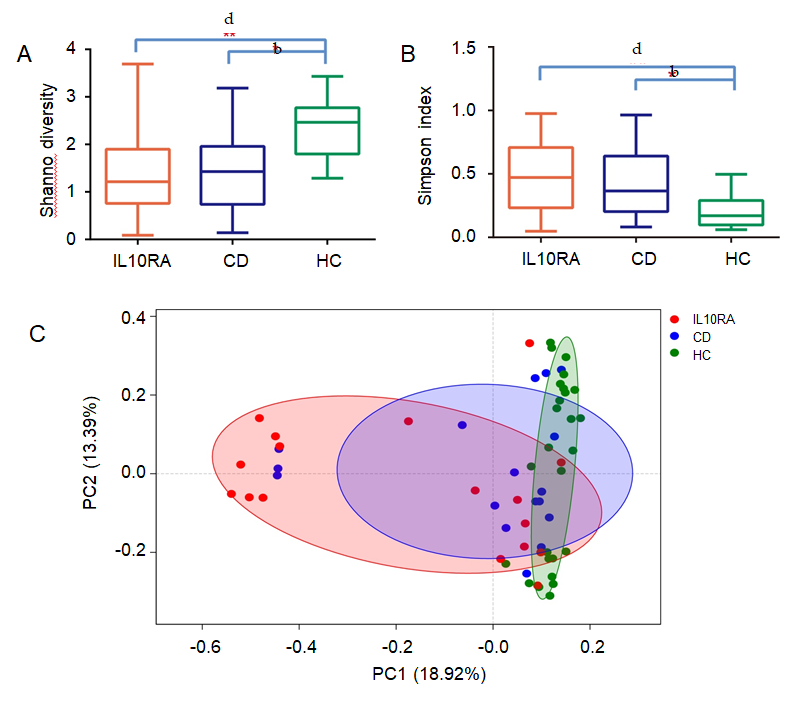 A
d
**
b
4
3
2
1
0
Shanno diversity
IL10RA
CD
HC
B
d
b
1.5
1.0
0.5
0.0
Simpson index
IL10RA
CD
HC
C
0.4
0.2
0.0
-0.2
PC2 (13.39%)
-0.6
-0.4
-0.2
-0.0
0.2
PC1 (18.92%)
IL10RA
CD
HC